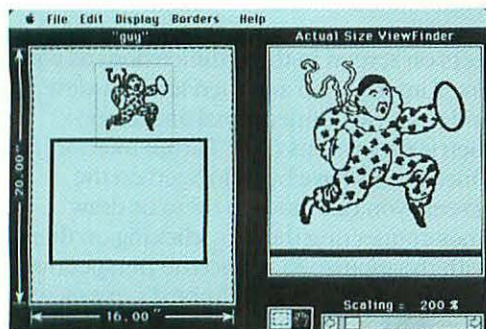 File Edit Display Borders Help
"guy"
Actual Size ViewFinder
20.00"
16.00"
Scaling = 200 %